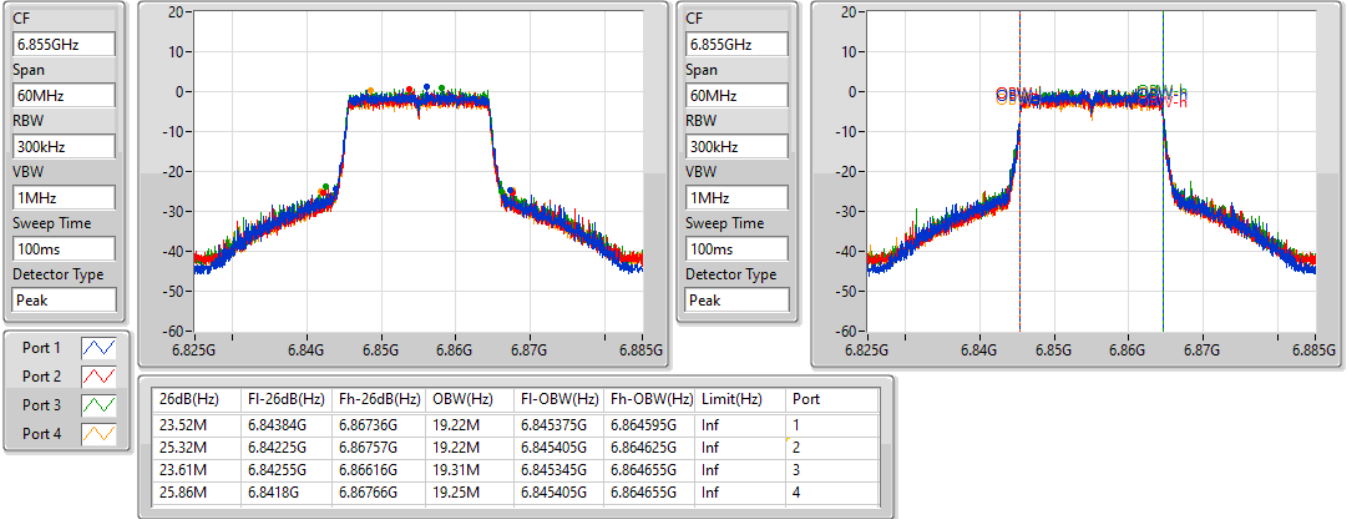 CF
6.855GHz
Span
60MHz
RBW
300kHz
VBW
1MHz
Sweep Time
100ms
Detector Type
Peak
20
10
0
-10
-20
-30
-40
-50
-60
6.825G 6.84G 6.85G 6.86G 6.87G 6.885G
CF
6.855GHz
Span
60MHz
RBW
300kHz
VBW
1MHz
Sweep Time
100ms
Detector Type
Peak
20
10
0
-10
-20
-30
-40
-50
-60
OBW-h
OBW-h
6.825G 6.84G 6.85G 6.86G 6.87G 6.885G
Port 1
Port 2
Port 3
Port 4
26dB(Hz) Fl-26dB(Hz) Fh-26dB(Hz) OBW(Hz) Fl-OBW(Hz) Fh-OBW(Hz) Limit(Hz) Port
23.52M 6.84384G 6.86736G 19.22M 6.845375G 6.864595G Inf 1
25.32M 6.84225G 6.86757G 19.22M 6.845405G 6.864625G Inf 2
23.61M 6.84255G 6.86616G 19.31M 6.845345G 6.864655G Inf 3
25.86M 6.8418G 6.86766G 19.25M 6.845405G 6.864655G Inf 4